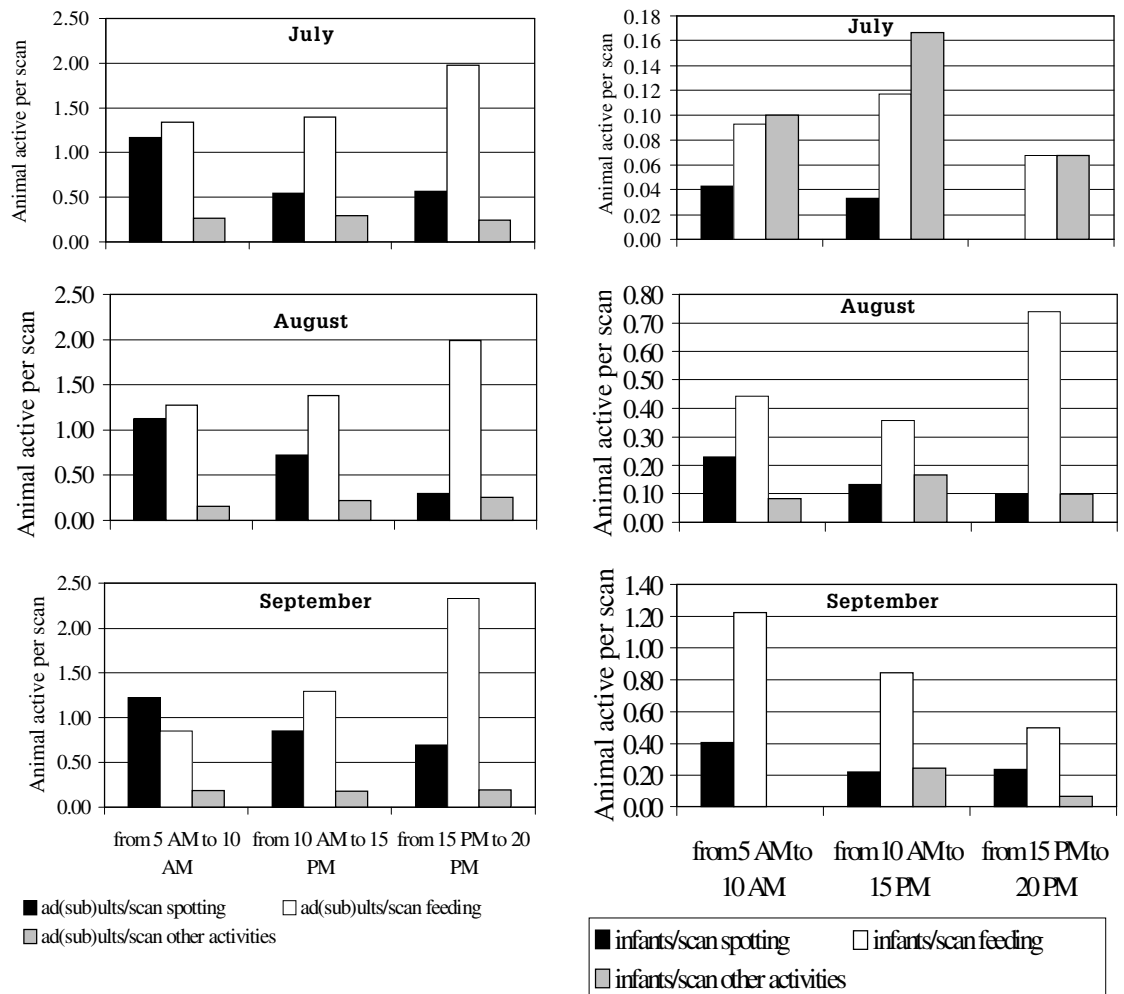 Animal active per scan
July
2.50
2.00
1.50
1.00
0.50
0.00
Animal active per scan
July
0.18
0.16
0.14
0.12
0.10
0.08
0.06
0.04
0.02
0.00
Animal active per scan
August
2.50
2.00
1.50
1.00
0.50
0.00
Animal active per scan
August
0.80
0.70
0.60
0.50
0.40
0.30
0.20
0.10
0.00
Animal active per scan
September
2.50
2.00
1.50
1.00
0.50
0.00
from 5 AM to 10
AM
from 10 AM to 15
PM
from 15 PM to 20
PM
ad(sub)ults/scan spotting
ad(sub)ults/scan feeding
ad(sub)ults/scan other activities
Animal active per scan
September
1.40
1.20
1.00
0.80
0.60
0.40
0.20
0.00
from 5 AM to
10 AM
from 10 AM to
15 PM
from 15 PM to
20 PM
infants/scan spotting
infants/scan feeding
infants/scan other activities